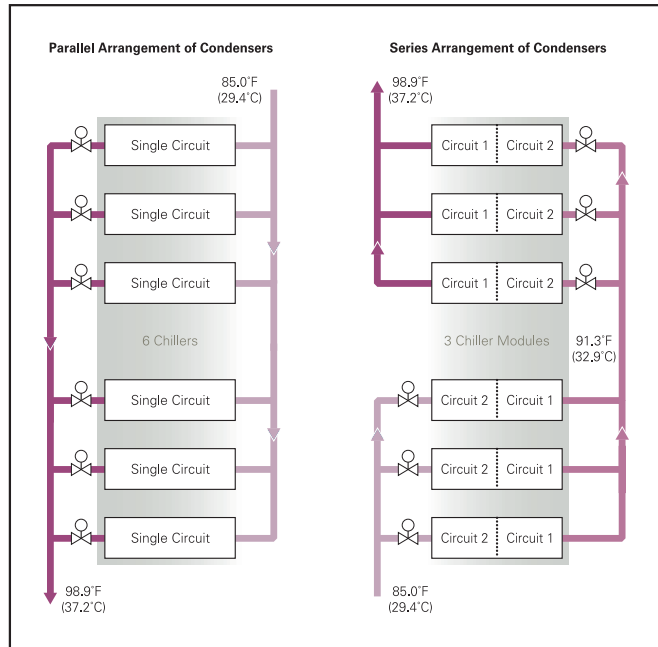 Parallel Arrangement of Condensers
85.0˚F
(29.4˚C)
Single Circuit
Single Circuit
Single Circuit
6 Chillers
Single Circuit
Single Circuit
Single Circuit
98.9˚F
(37.2˚C)
Series Arrangement of Condensers
98.9˚F
(37.2˚C)
Circuit 1 Circuit 2
Circuit 1 Circuit 2
Circuit 1 Circuit 2
3 Chiller Modules
91.3˚F
(32.9˚C)
Circuit 2 Circuit 1
Circuit 2 Circuit 1
Circuit 2 Circuit 1
85.0˚F
(29.4˚C)